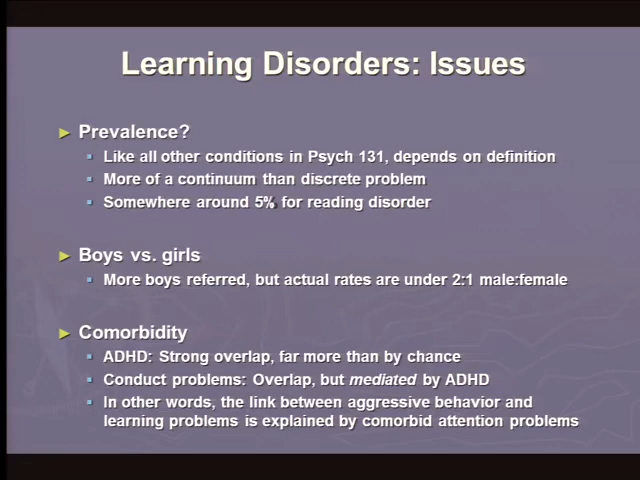 Learning Disorders: Issues
Prevalence?
Like all other conditions in Psych 131, depends on definition
More of a continuum than discrete problem
Somewhere around 5% for reading disorder
Boys vs. girls
More boys referred, but actual rates are under 2:1 male:female
Comorbidity
ADHD: Strong overlap, far more than by chance
Conduct problems: Overlap, but mediated by ADHD
In other words, the link between aggressive behavior and
learning problems is explained by comorbid attention problems